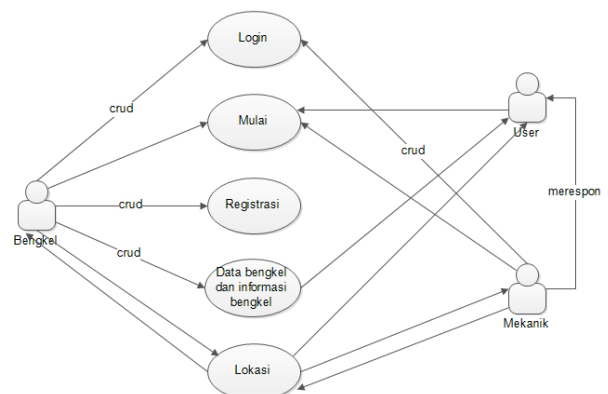 Login
crud
Mulai
User
crud
merespon
crud
Registrasi
Bengkel
crud
Data bengkel
dan informasi
bengkel
Mekanik
Lokasi